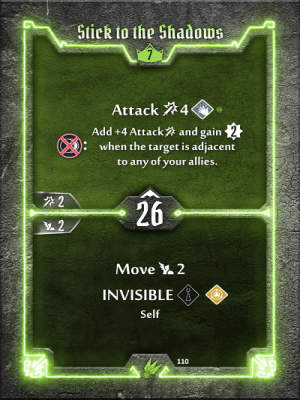 Stick to the Shadows
7
Attack 4
: Add +4 Attack and gain 2
when the target is adjacent
to any of your allies.
2
26
2
Move 2
INVISIBLE
Self
110